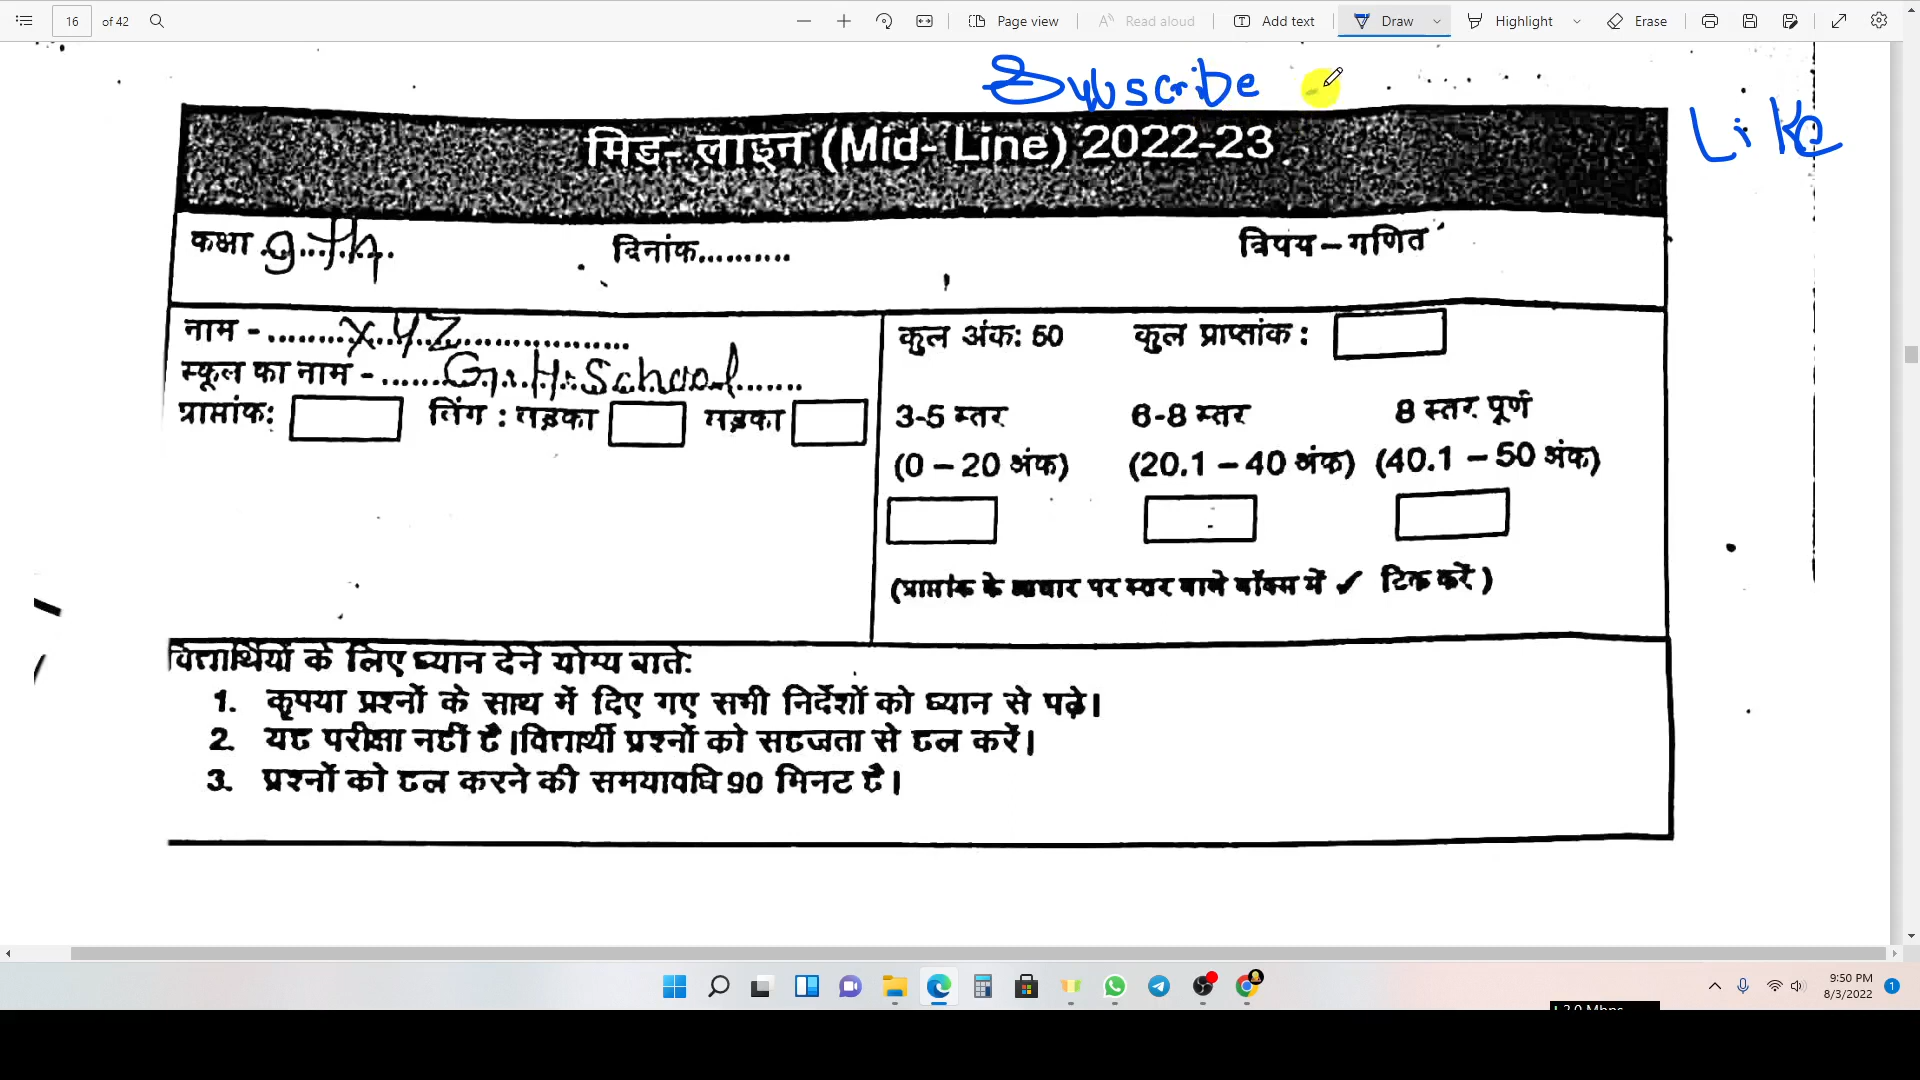 16 of 42 Page view Read aloud Add text Draw Highlight Erase
Subscribe
Like
मिड- लाइन (Mid- Line) 2022-23
कक्षा 9th दिनांक.......... विषय – गणित
नाम - ........XYZ....................
स्कूल का नाम - ......G.H.School.......
कुल अंक: 50 कुल प्राप्तांक :
प्राप्तांक: लिंग : लड़का लड़का
3-5 स्तर 6-8 स्तर 8 स्तर पूर्ण
(0 – 20 अंक) (20.1 – 40 अंक) (40.1 – 50 अंक)
(प्राप्तांक के आधार पर स्तर वाले बॉक्स में ✓ टिक करें )
विद्यार्थियों के लिए ध्यान देने योग्य बातें:
1. कृपया प्रश्नों के साथ में दिए गए सभी निर्देशों को ध्यान से पढ़े।
2. यह परीक्षा नहीं है।विद्यार्थी प्रश्नों को सहजता से हल करें।
3. प्रश्नों को हल करने की समयावधि 90 मिनट है।
9:50 PM
8/3/2022
1